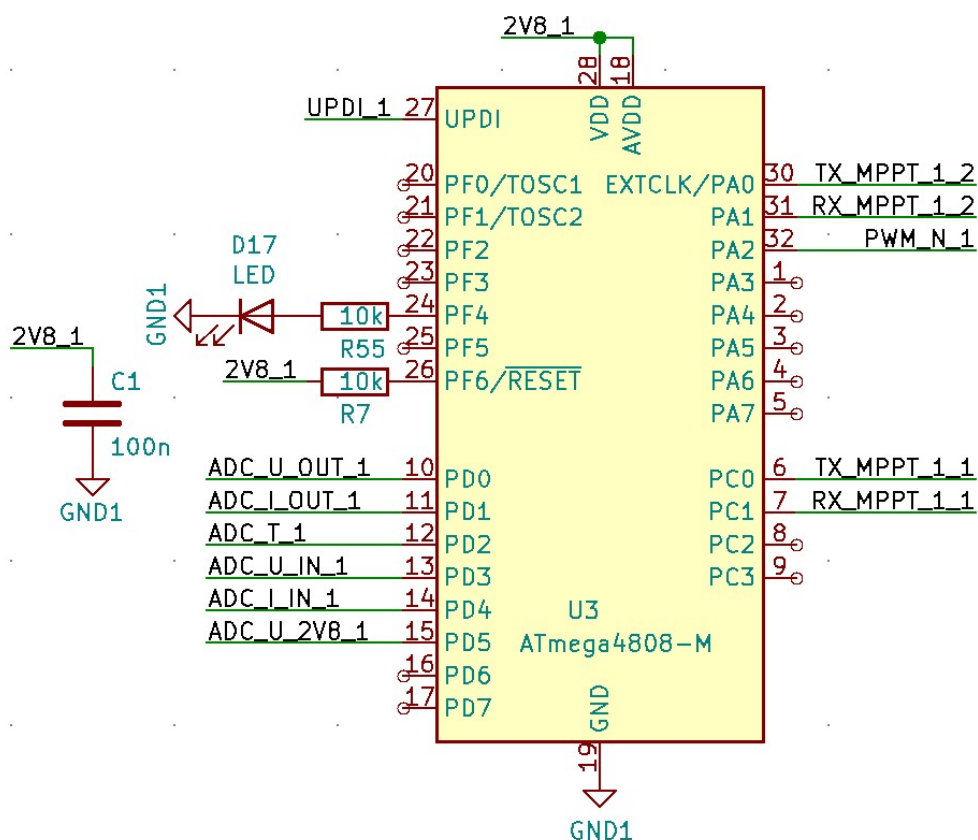 2V8_1
28
18
VDD
AVDD
UPDI_1 27 UPDI
20 PF0/TOSC1
21 PF1/TOSC2
22 PF2
23 PF3
24 PF4
25 PF5
26 PF6/RESET
D17
LED
GND1
10k
R55
2V8_1
10k
R7
2V8_1
C1
100n
GND1
ADC_U_OUT_1 10 PD0
ADC_I_OUT_1 11 PD1
ADC_T_1 12 PD2
ADC_U_IN_1 13 PD3
ADC_I_IN_1 14 PD4
ADC_U_2V8_1 15 PD5
16 PD6
17 PD7
EXTCLK/PA0 30 TX_MPPT_1_2
PA1 31 RX_MPPT_1_2
PA2 32 PWM_N_1
PA3 1
PA4 2
PA5 3
PA6 4
PA7 5
PC0 6 TX_MPPT_1_1
PC1 7 RX_MPPT_1_1
PC2 8
PC3 9
U3
ATmega4808-M
GND
19
GND1